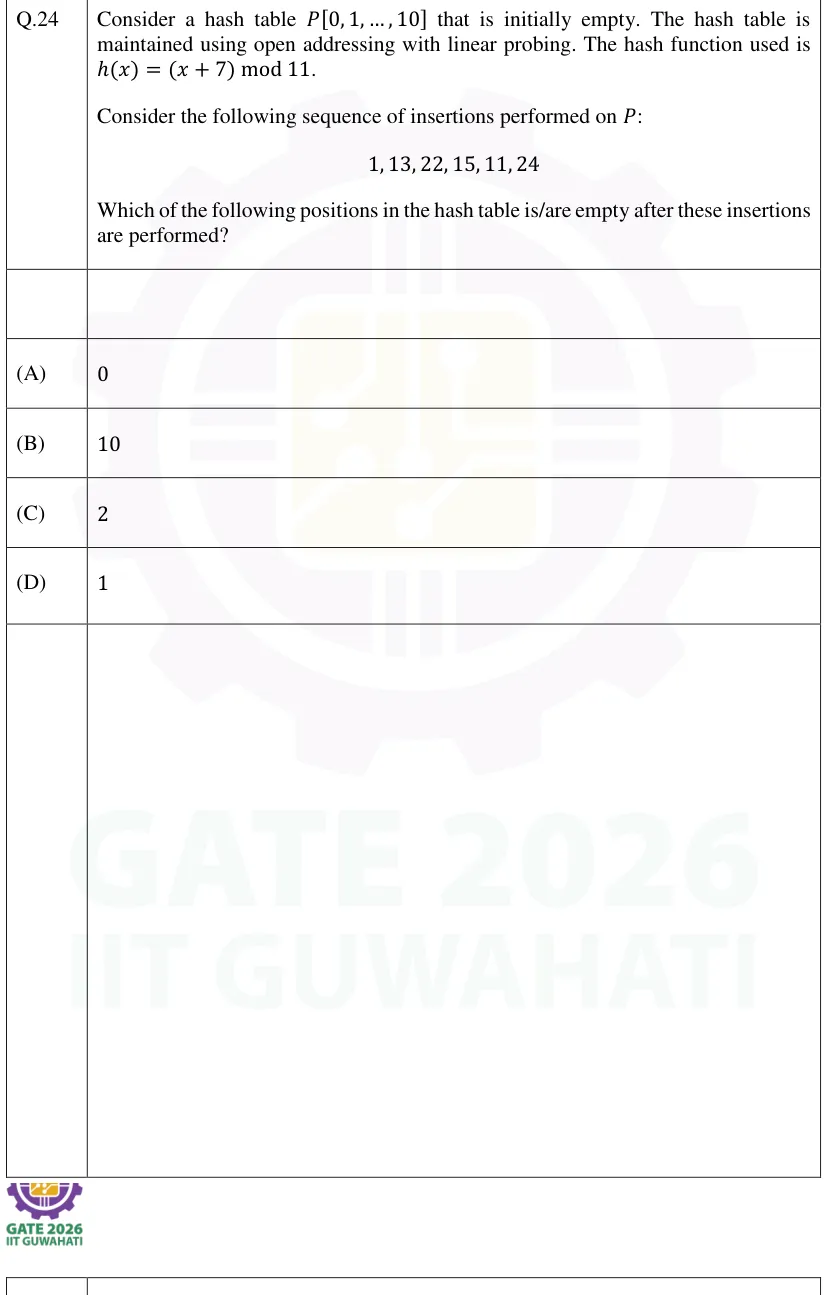 Q.24 Consider a hash table 𝑃[0, 1, … , 10] that is initially empty. The hash table is
maintained using open addressing with linear probing. The hash function used is
ℎ(𝑥) = (𝑥 + 7) mod 11.
Consider the following sequence of insertions performed on 𝑃:
1, 13, 22, 15, 11, 24
Which of the following positions in the hash table is/are empty after these insertions
are performed?
(A) 0
(B) 10
(C) 2
(D) 1
GATE 2026
IIT GUWAHATI
GATE 2026
IIT GUWAHATI